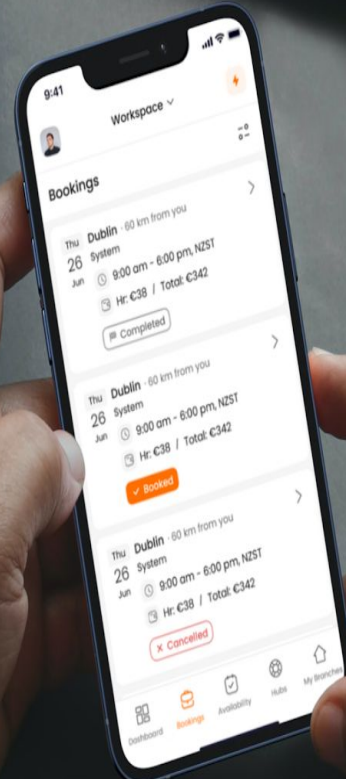 9:41
Workspace
Bookings
Thu 26 Jun
Dublin · 60 km from you
System
9:00 am - 6:00 pm, NZST
Hr: €38 / Total: €342
Completed
Thu 26 Jun
Dublin · 60 km from you
System
9:00 am - 6:00 pm, NZST
Hr: €38 / Total: €342
Booked
Thu 26 Jun
Dublin · 60 km from you
System
9:00 am - 6:00 pm, NZST
Hr: €38 / Total: €342
Cancelled
Dashboard
Bookings
Availability
Hubs
My Branches